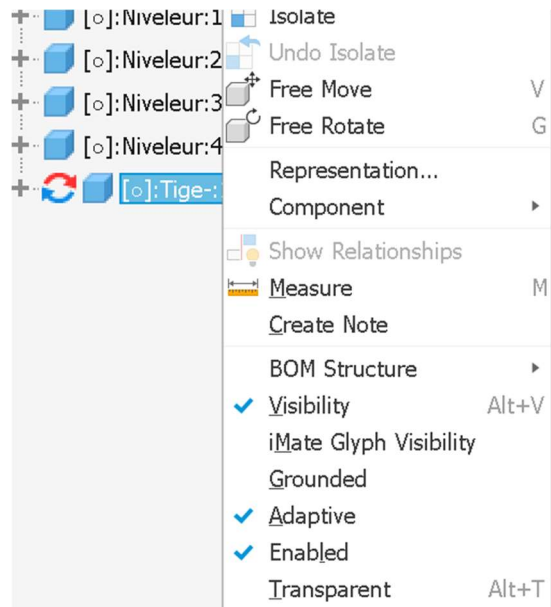 [○]:Niveleur:1
[○]:Niveleur:2
[○]:Niveleur:3
[○]:Niveleur:4
[○]:Tige-:
Isolate
Undo Isolate
Free Move V
Free Rotate G
Representation...
Component
Show Relationships
Measure M
Create Note
BOM Structure
Visibility Alt+V
iMate Glyph Visibility
Grounded
Adaptive
Enabled
Transparent Alt+T